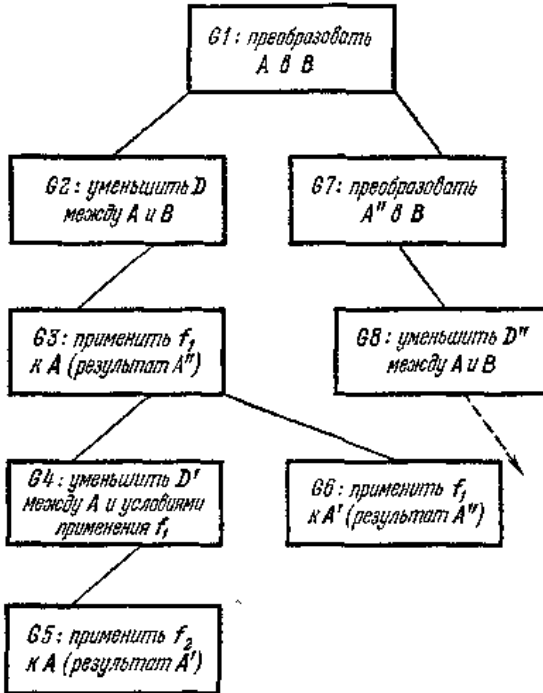 G1: преобразовать
A в B
G2: уменьшить D
между A и B
G7: преобразовать
A" в B
G3: применить f₁
к A (результат A")
G8: уменьшить D"
между A и B
G4: уменьшить D'
между A и условиями
применения f₁
G6: применить f₁
к A' (результат A")
G5: применить f₂
к A (результат A')